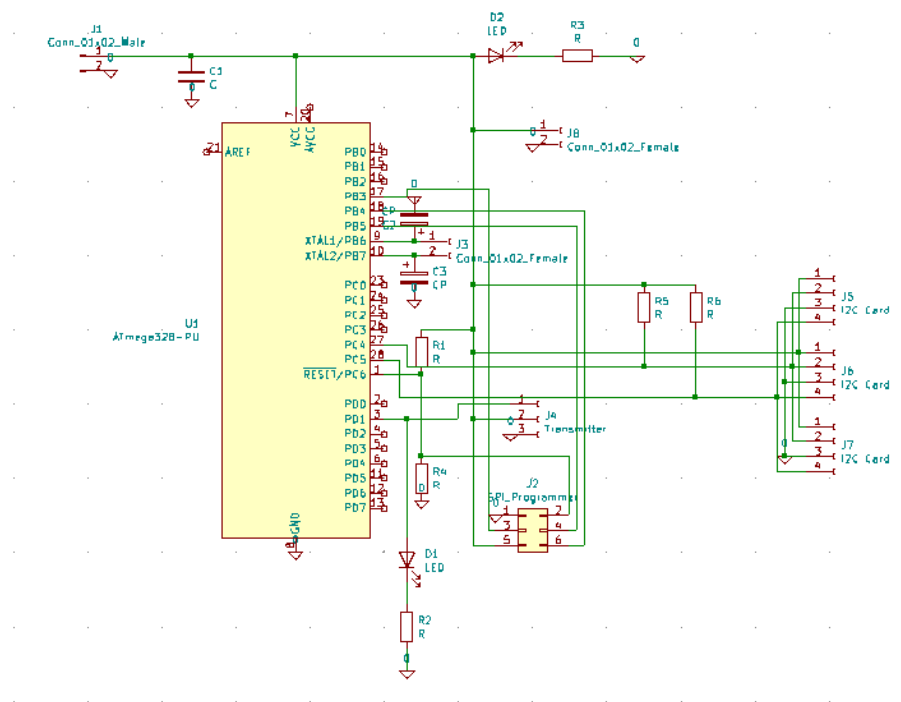 D2
LED
R3
R
0
J1
Conn_01x02_Male
1
0
2
C1
C
0
7
20
VCC
AVCC
21
AREF
PB0
14
PB1
15
PB2
16
PB3
17
PB4
18
PB5
19
XTAL1/PB6
9
XTAL2/PB7
10
PC0
23
PC1
24
PC2
25
PC3
26
PC4
27
PC5
28
RESET/PC6
1
PD0
2
PD1
3
PD2
4
PD3
5
PD4
6
PD5
11
PD6
12
PD7
13
GND
8
U1
ATmega328-PU
0
CP
C2
1
2
J3
Conn_01x02_Female
C3
CP
0
0
1
2
J8
Conn_01x02_Female
R1
R
R5
R
R6
R
1
2
3
4
J5
I2C Card
1
2
3
4
J6
I2C Card
1
2
3
4
J7
I2C Card
0
1
2
3
0
J4
Transmitter
R4
R
0
J2
SPI_Programmer
0
1
2
3
4
5
6
D1
LED
R2
R
0